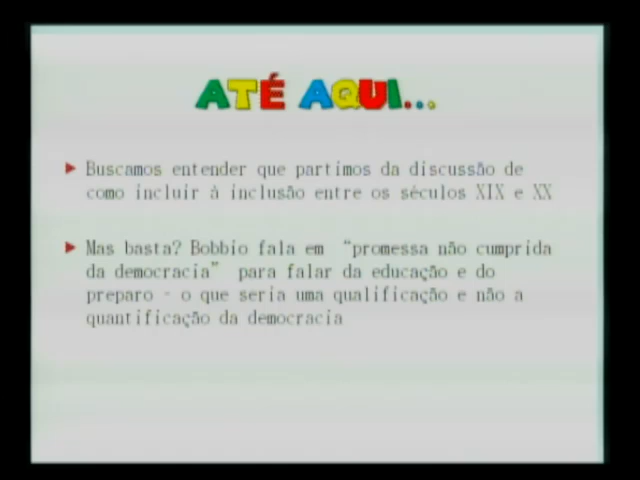 ATÉ AQUI...
Buscamos entender que partimos da discussão de
como incluir à inclusão entre os séculos XIX e XX
Mas basta? Bobbio fala em “promessa não cumprida
da democracia” para falar da educação e do
preparo - o que seria uma qualificação e não a
quantificação da democracia